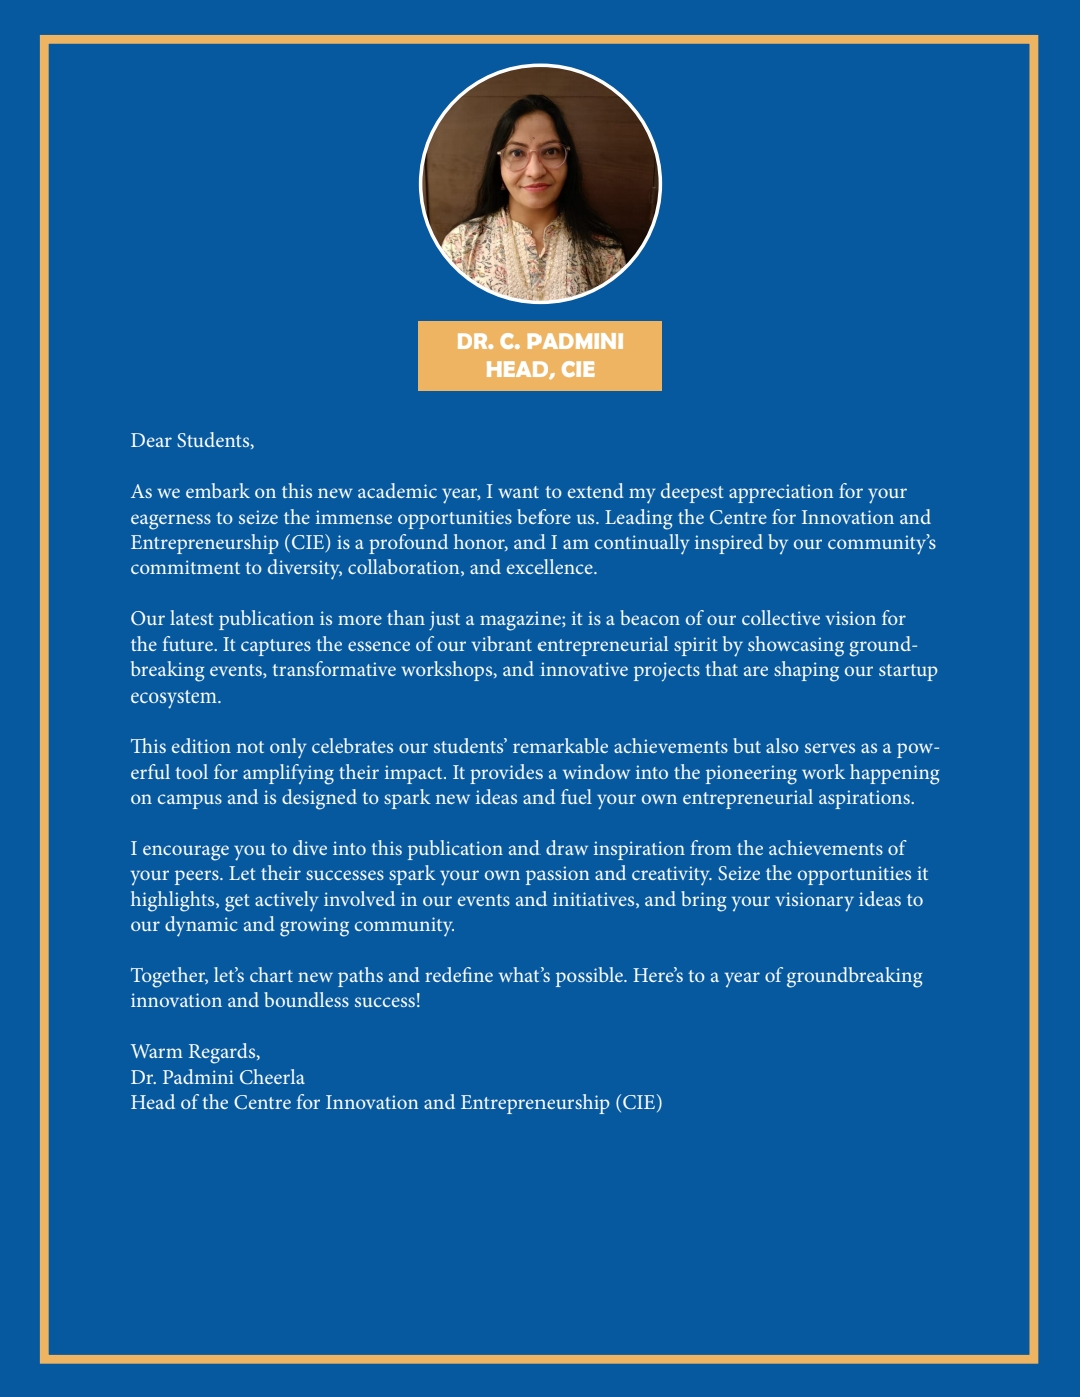 DR. C. PADMINI
HEAD, CIE
Dear Students,
As we embark on this new academic year, I want to extend my deepest appreciation for your
eagerness to seize the immense opportunities before us. Leading the Centre for Innovation and
Entrepreneurship (CIE) is a profound honor, and I am continually inspired by our community’s
commitment to diversity, collaboration, and excellence.
Our latest publication is more than just a magazine; it is a beacon of our collective vision for
the future. It captures the essence of our vibrant entrepreneurial spirit by showcasing ground-
breaking events, transformative workshops, and innovative projects that are shaping our startup
ecosystem.
This edition not only celebrates our students’ remarkable achievements but also serves as a pow-
erful tool for amplifying their impact. It provides a window into the pioneering work happening
on campus and is designed to spark new ideas and fuel your own entrepreneurial aspirations.
I encourage you to dive into this publication and draw inspiration from the achievements of
your peers. Let their successes spark your own passion and creativity. Seize the opportunities it
highlights, get actively involved in our events and initiatives, and bring your visionary ideas to
our dynamic and growing community.
Together, let’s chart new paths and redefine what’s possible. Here’s to a year of groundbreaking
innovation and boundless success!
Warm Regards,
Dr. Padmini Cheerla
Head of the Centre for Innovation and Entrepreneurship (CIE)